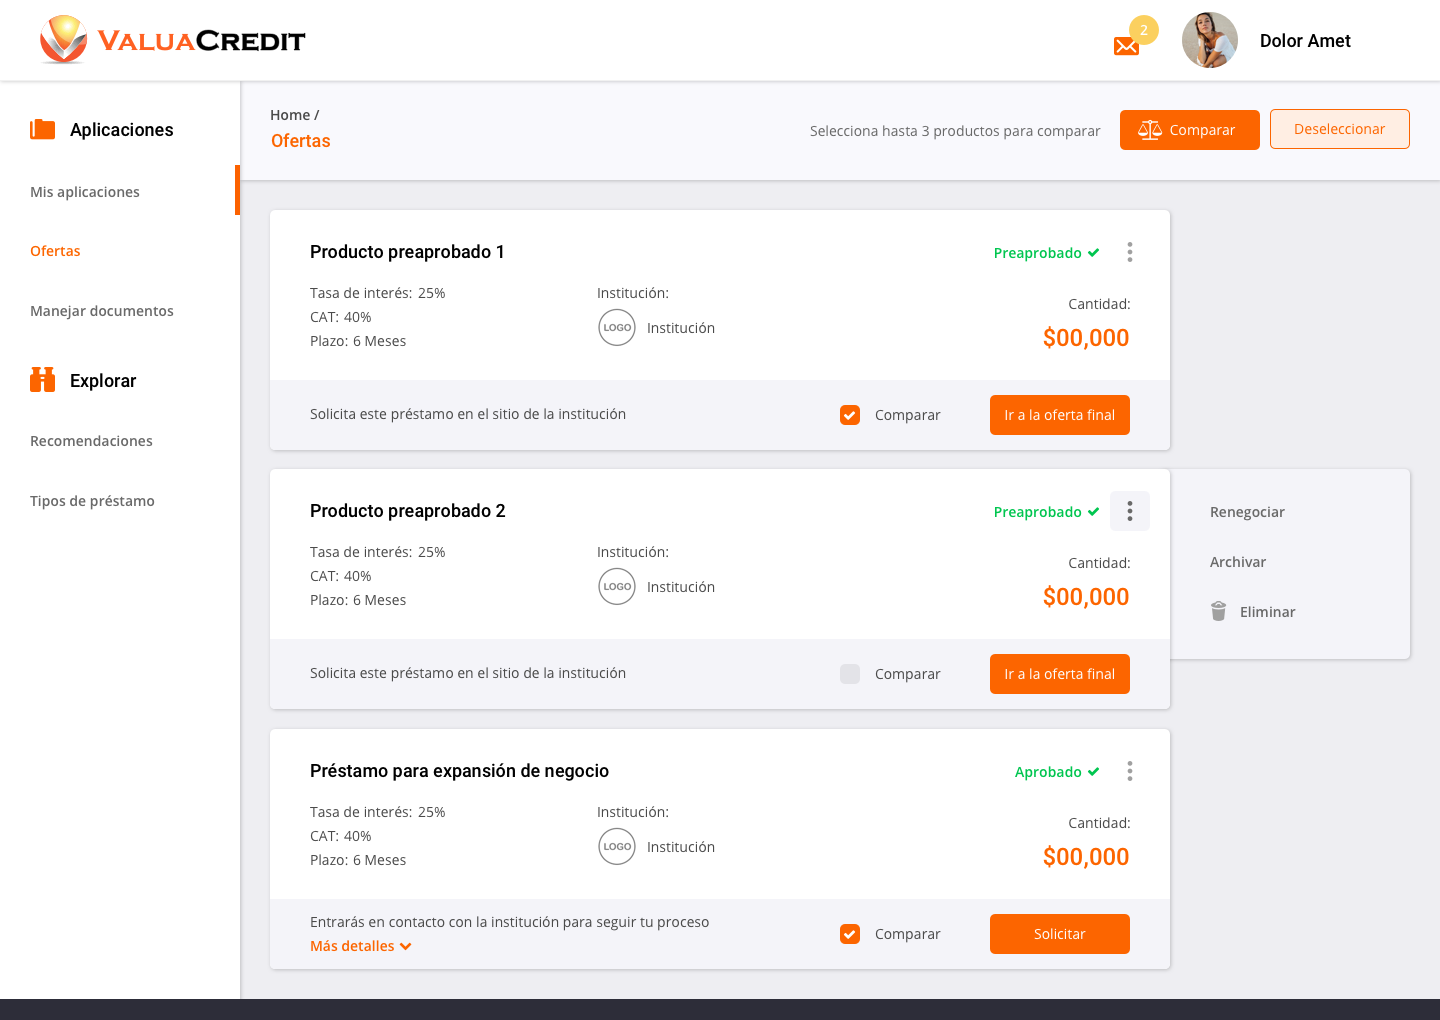 VALUACREDIT
2
Dolor Amet
Aplicaciones
Mis aplicaciones
Ofertas
Manejar documentos
Explorar
Recomendaciones
Tipos de préstamo
Home /
Ofertas
Selecciona hasta 3 productos para comparar
Comparar
Deseleccionar
Producto preaprobado 1
Preaprobado
Tasa de interés: 25%
CAT: 40%
Plazo: 6 Meses
Institución:
LOGO Institución
Cantidad:
$00,000
Solicita este préstamo en el sitio de la institución
Comparar
Ir a la oferta final
Producto preaprobado 2
Preaprobado
Tasa de interés: 25%
CAT: 40%
Plazo: 6 Meses
Institución:
LOGO Institución
Cantidad:
$00,000
Solicita este préstamo en el sitio de la institución
Comparar
Ir a la oferta final
Renegociar
Archivar
Eliminar
Préstamo para expansión de negocio
Aprobado
Tasa de interés: 25%
CAT: 40%
Plazo: 6 Meses
Institución:
LOGO Institución
Cantidad:
$00,000
Entrarás en contacto con la institución para seguir tu proceso
Más detalles
Comparar
Solicitar